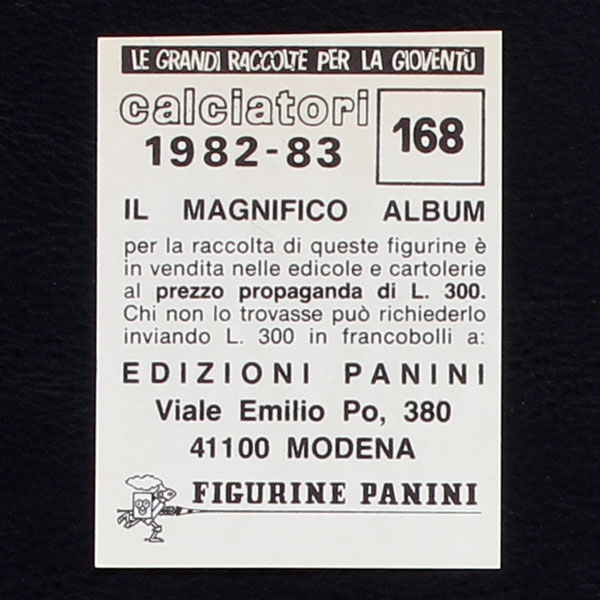 LE GRANDI RACCOLTE PER LA GIOVENTÙ
calciatori
1982-83
168
IL MAGNIFICO ALBUM
per la raccolta di queste figurine è
in vendita nelle edicole e cartolerie
al prezzo propaganda di L. 300.
Chi non lo trovasse può richiederlo
inviando L. 300 in francobolli a:
EDIZIONI PANINI
Viale Emilio Po, 380
41100 MODENA
FIGURINE PANINI